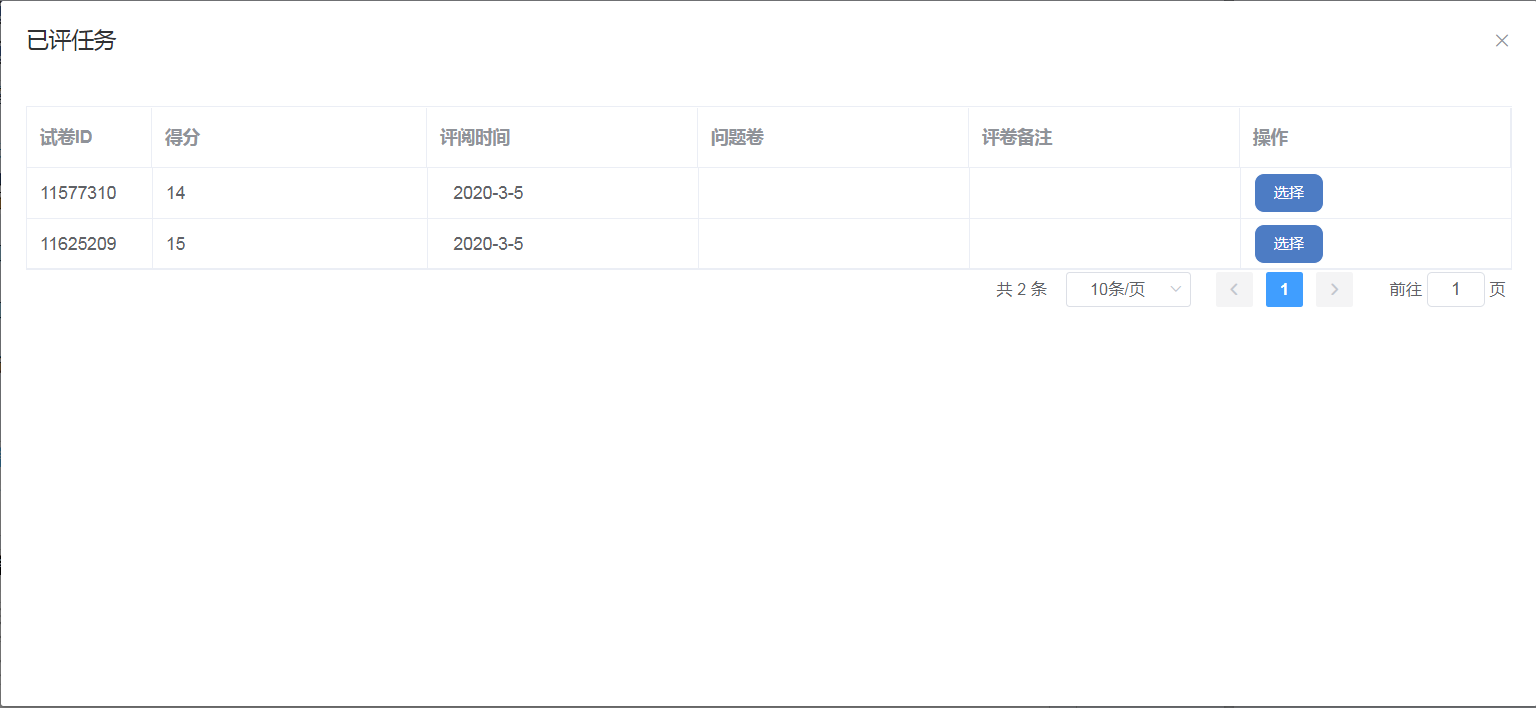 已评任务
试卷ID 得分 评阅时间 问题卷 评卷备注 操作
11577310 14 2020-3-5 选择
11625209 15 2020-3-5 选择
共 2 条 10条/页 1 前往 1 页